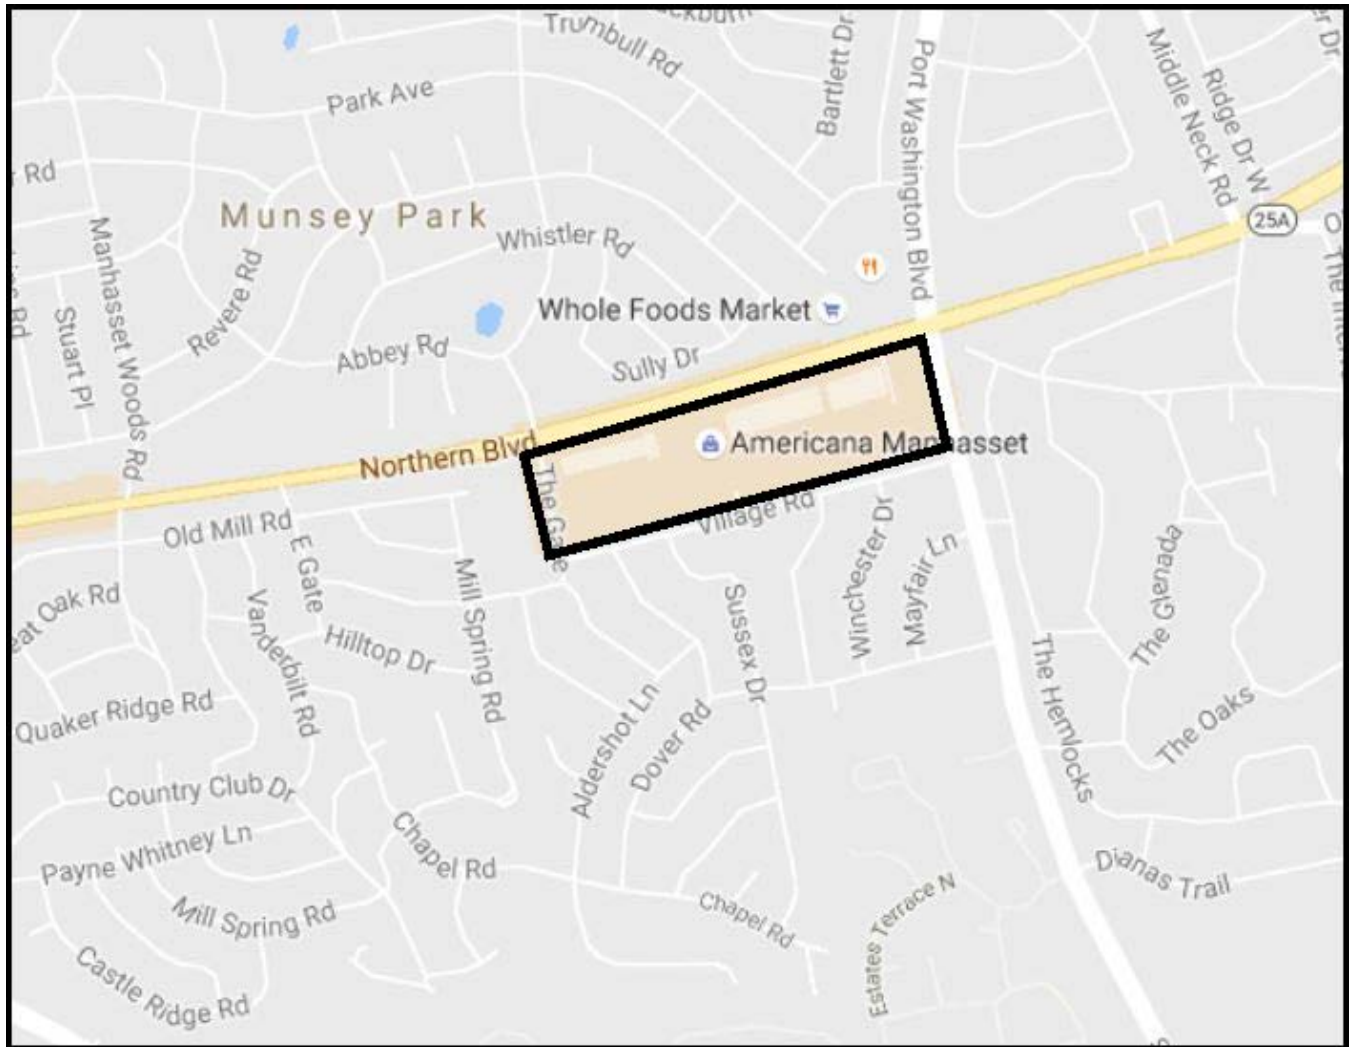 Trumbull Rd
Bartlett Dr
Port Washington Blvd
Middle Neck Rd
Ridge Dr W
Park Ave
Rd
Munsey Park
25A
Manhasset Woods Rd
Whistler Rd
Revere Rd
Stuart Pl
Rd
Whole Foods Market
Abbey Rd
Sully Dr
Northern Blvd
Americana Manhasset
The Gate
Village Rd
Old Mill Rd
E Gate
Winchester Dr
Mayfair Ln
Mill Spring Rd
Sussex Dr
The Glenada
eat Oak Rd
Vanderbilt Rd
Hilltop Dr
The Hemlocks
Quaker Ridge Rd
Aldershot Ln
Dover Rd
The Oaks
Country Club Dr
Payne Whitney Ln
Chapel Rd
Dianas Trail
Mill Spring Rd
Chapel Rd
Estates Terrace N
Castle Ridge Rd